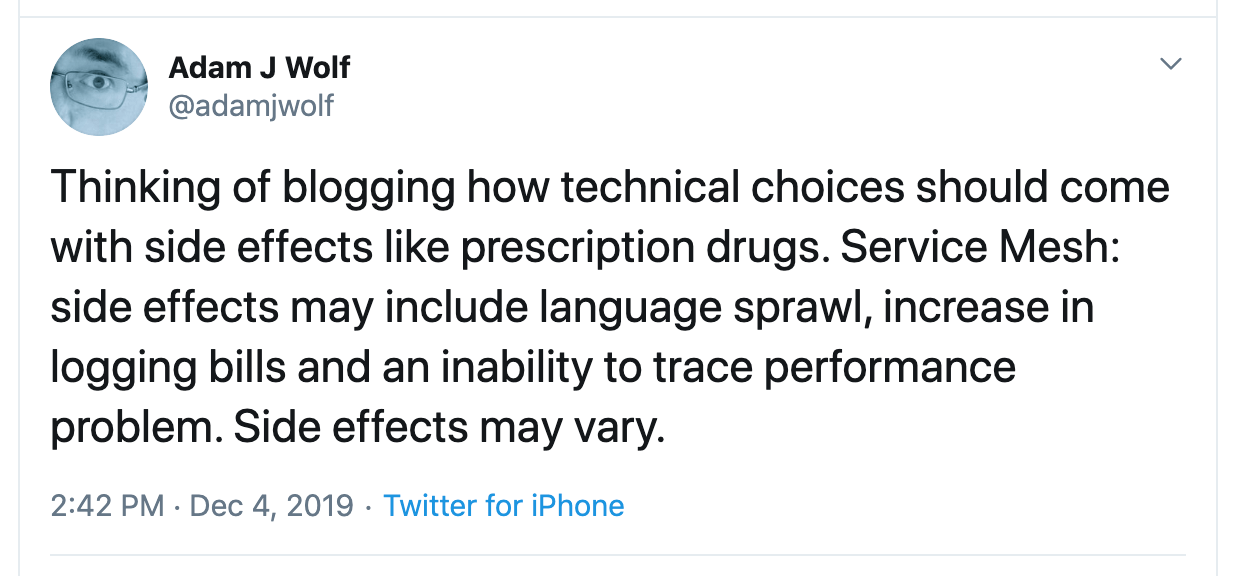 Adam J Wolf
@adamjwolf
Thinking of blogging how technical choices should come
with side effects like prescription drugs. Service Mesh:
side effects may include language sprawl, increase in
logging bills and an inability to trace performance
problem. Side effects may vary.
2:42 PM · Dec 4, 2019 · Twitter for iPhone